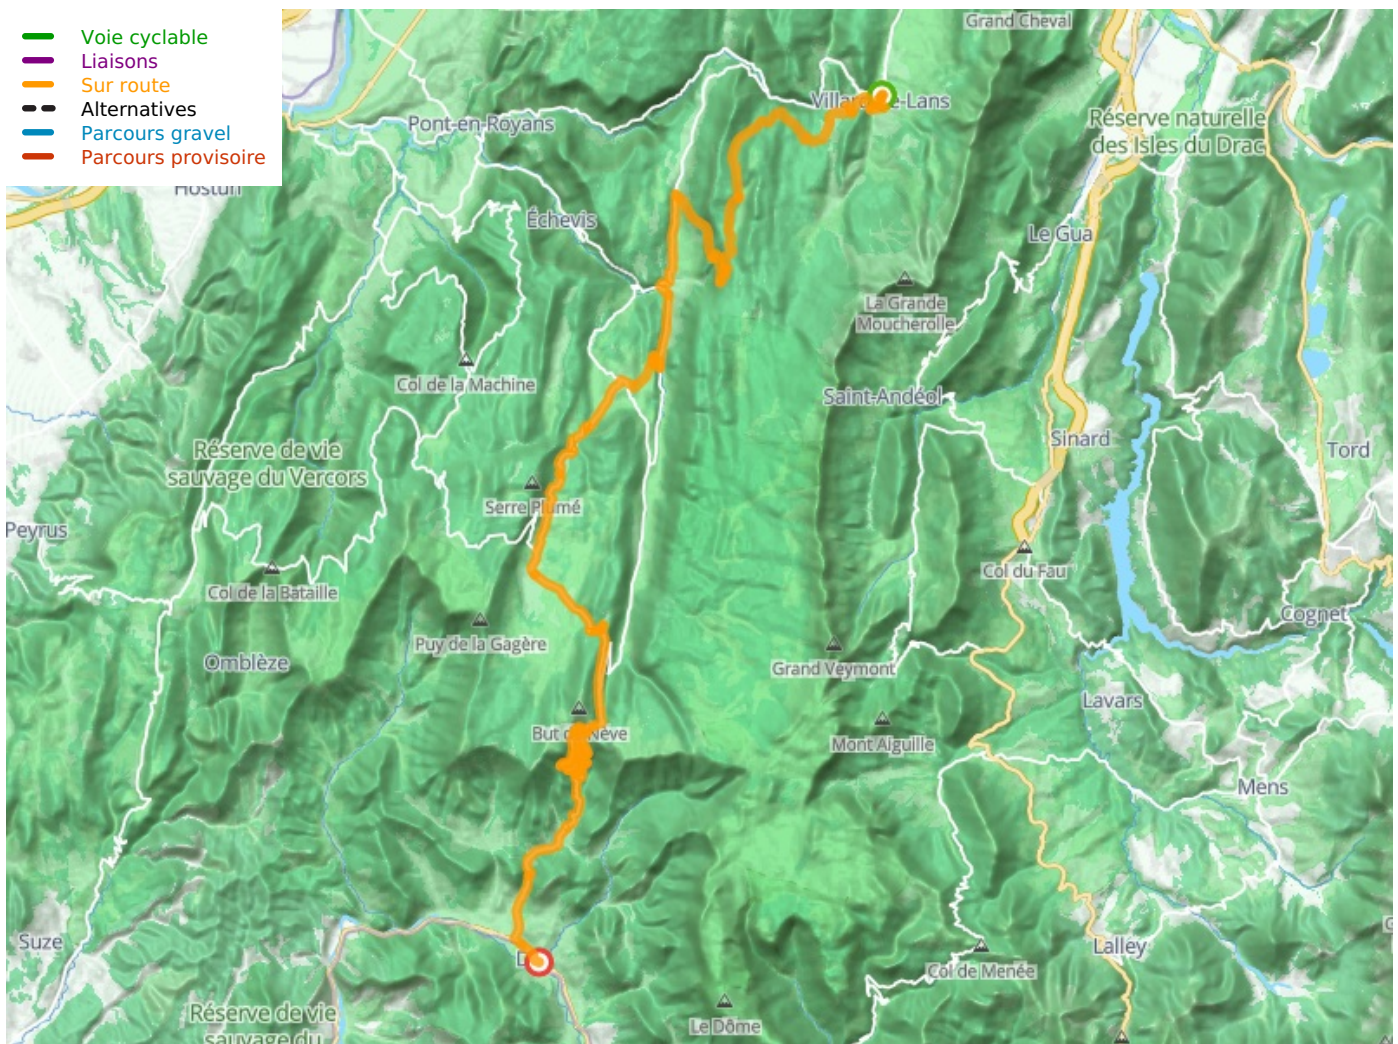 Voie cyclable
Liaisons
Sur route
Alternatives
Parcours gravel
Parcours provisoire
Grand Cheval
Pont-en-Royans
Réserve naturelle
des Isles du Drac
Échevis
Le Gua
La Grande
Moucherolle
Col de la Machine
Saint-Andéol
Sinard
Réserve de vie
sauvage du Vercors
Tord
Serre Plumé
Peyrus
Col du Fau
Col de la Bataille
Cognet
Puy de la Gagère
Omblèze
Grand Veymont
Lavars
Mont Aiguille
Mens
Suze
Lalley
Col de Menée
Réserve de vie
sauvage du
Le Dôme